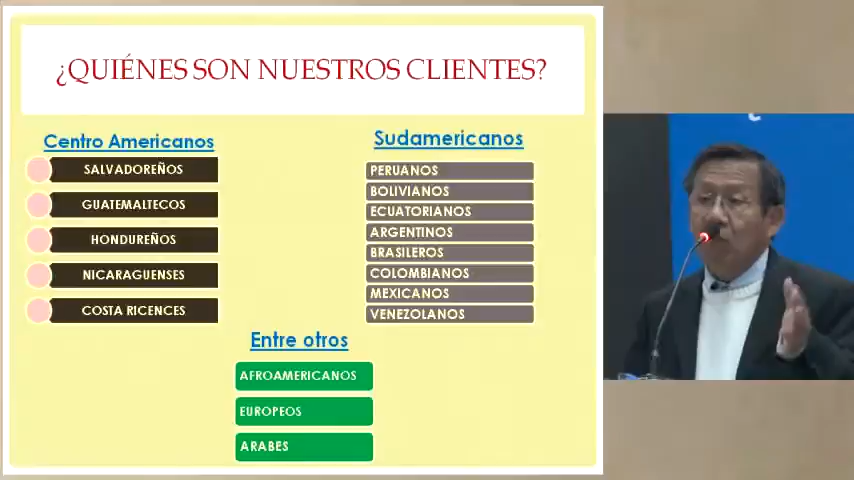 ¿QUIÉNES SON NUESTROS CLIENTES?
Centro Americanos
SALVADOREÑOS
GUATEMALTECOS
HONDUREÑOS
NICARAGUENSES
COSTA RICENCES
Sudamericanos
PERUANOS
BOLIVIANOS
ECUATORIANOS
ARGENTINOS
BRASILEROS
COLOMBIANOS
MEXICANOS
VENEZOLANOS
Entre otros
AFROAMERICANOS
EUROPEOS
ARABES